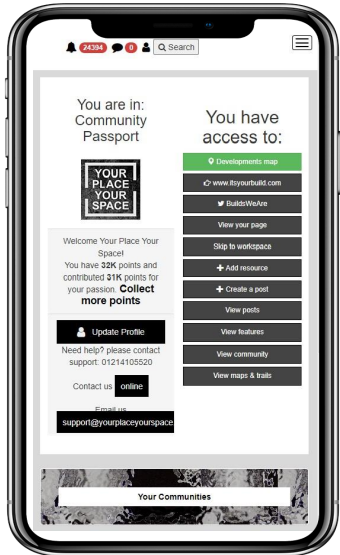 24394 0 Search
You are in:
Community
Passport
YOUR
PLACE
YOUR
SPACE
Welcome Your Place Your
Space!
You have 32K points and
contributed 31K points for
your passion. Collect
more points
Update Profile
Need help? please contact
support: 01214105520
Contact us online
Email us
support@yourplaceyourspace.
You have
access to:
Developments map
www.itsyourbuild.com
BuildsWeAre
View your page
Skip to workspace
Add resource
Create a post
View posts
View features
View community
View maps & trails
Your Communities